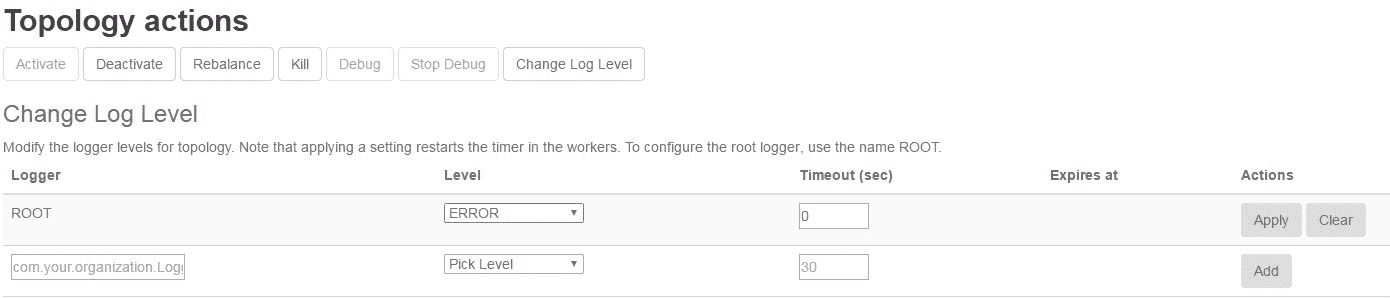 Topology actions
Activate Deactivate Rebalance Kill Debug Stop Debug Change Log Level
Change Log Level
Modify the logger levels for topology. Note that applying a setting restarts the timer in the workers. To configure the root logger, use the name ROOT.
Logger Level Timeout (sec) Expires at Actions
ROOT ERROR 0 Apply Clear
com.your.organization.Log Pick Level 30 Add